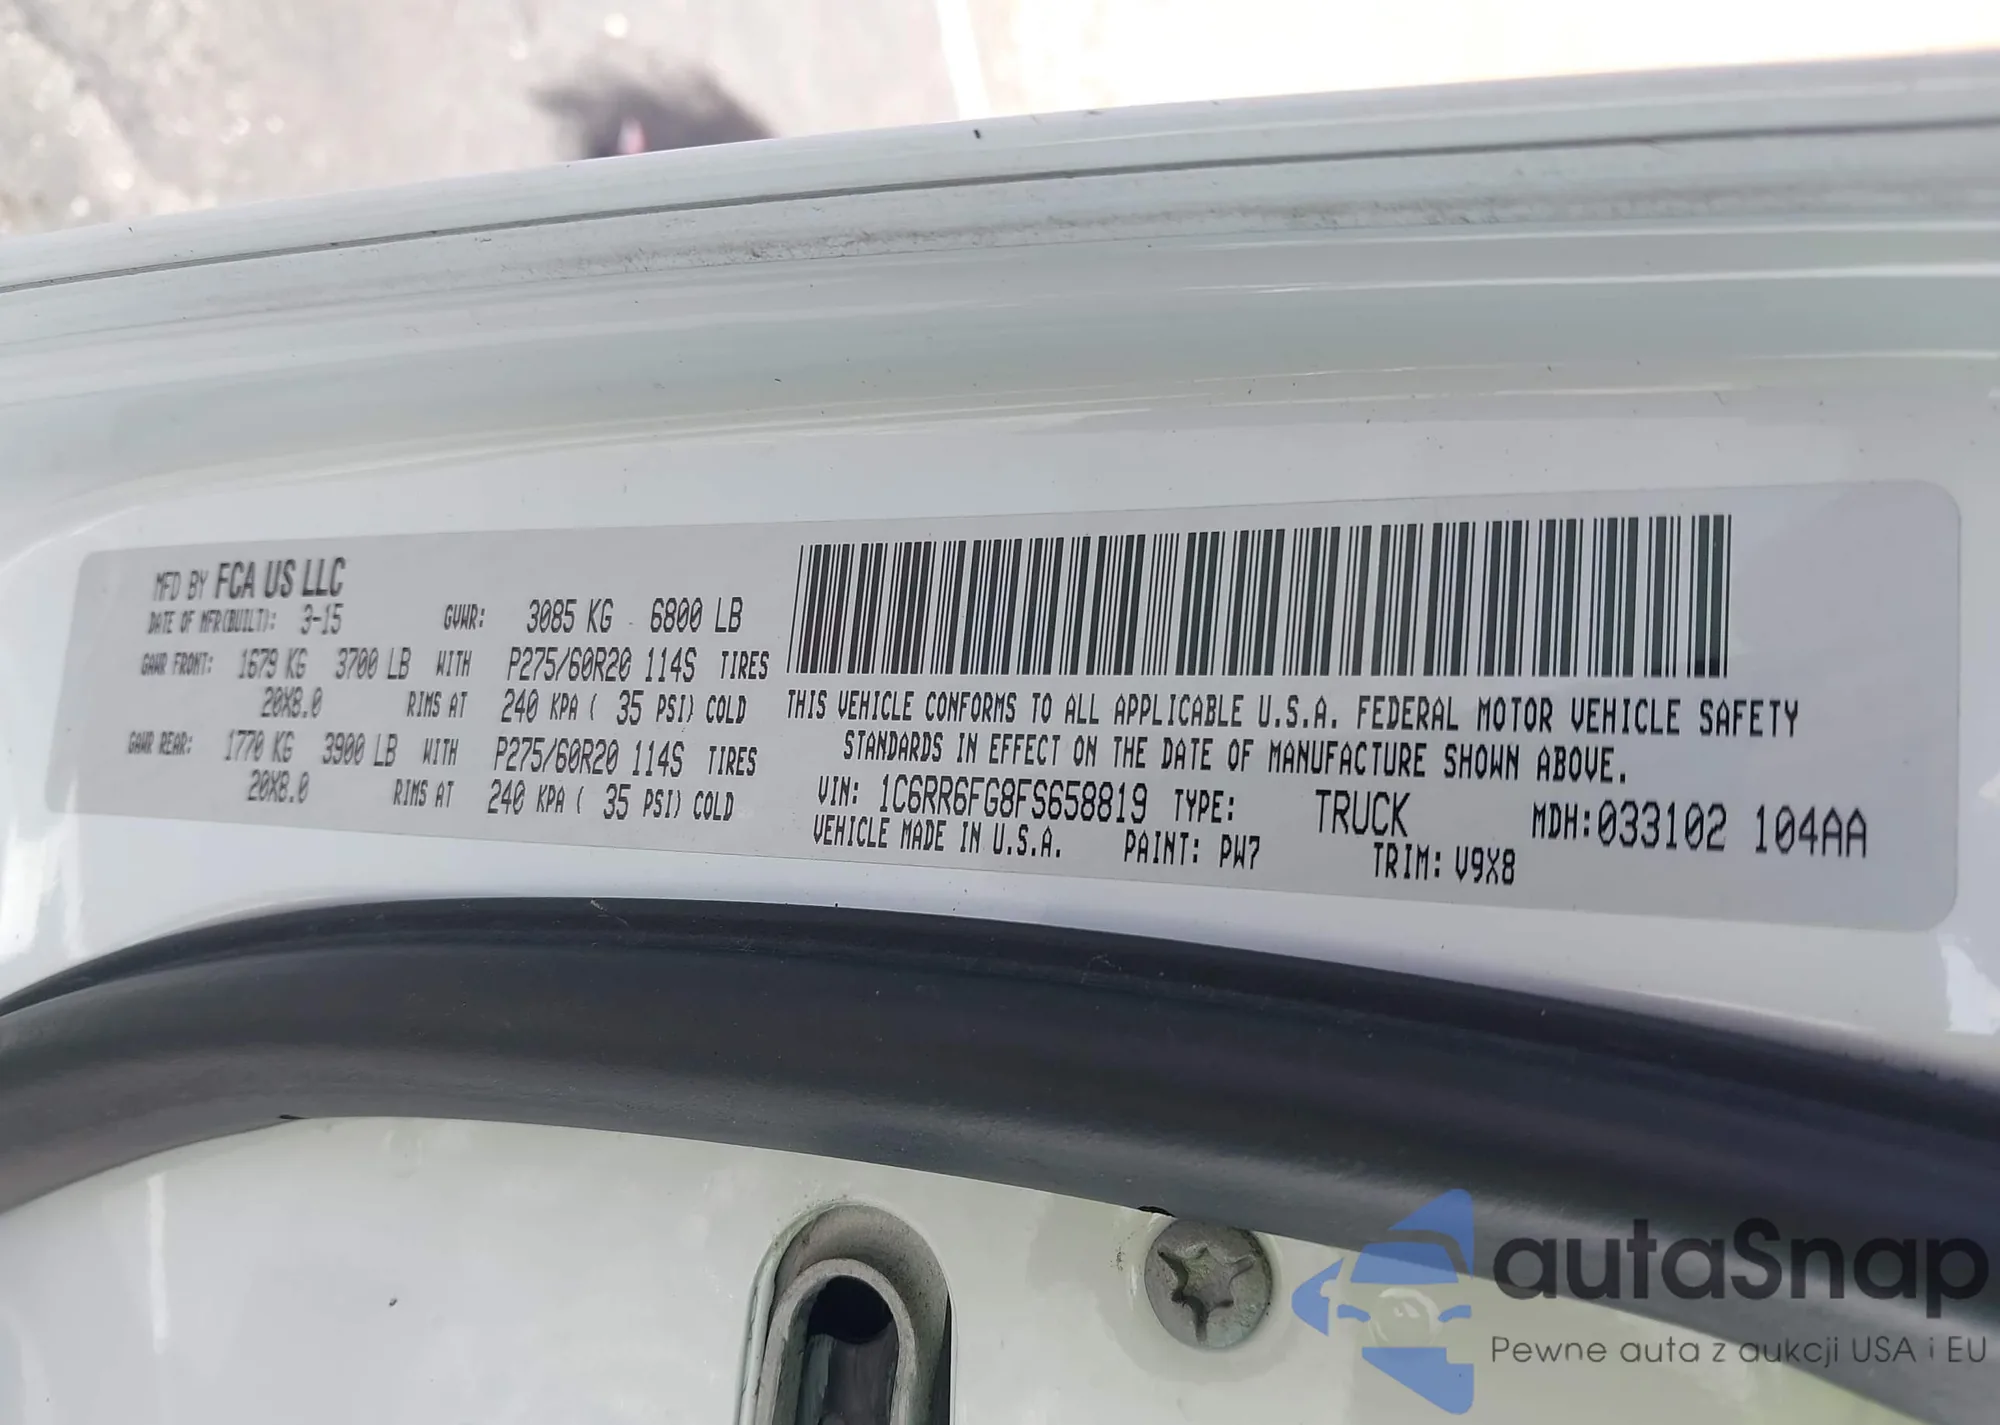 MFD BY FCA US LLC
DATE OF MFR(BUILT): 3-15 GVWR: 3085 KG 6800 LB
GAWR FRONT: 1679 KG 3700 LB WITH P275/60R20 114S TIRES
20X8.0 RIMS AT 240 KPA ( 35 PSI) COLD
GAWR REAR: 1770 KG 3900 LB WITH P275/60R20 114S TIRES
20X8.0 RIMS AT 240 KPA ( 35 PSI) COLD
THIS VEHICLE CONFORMS TO ALL APPLICABLE U.S.A. FEDERAL MOTOR VEHICLE SAFETY
STANDARDS IN EFFECT ON THE DATE OF MANUFACTURE SHOWN ABOVE.
VIN: 1C6RR6FG8FS658819 TYPE: TRUCK MDH:033102 104AA
VEHICLE MADE IN U.S.A. PAINT: PW7 TRIM: V9X8
autaSnap
Pewne auta z aukcji USA i EU